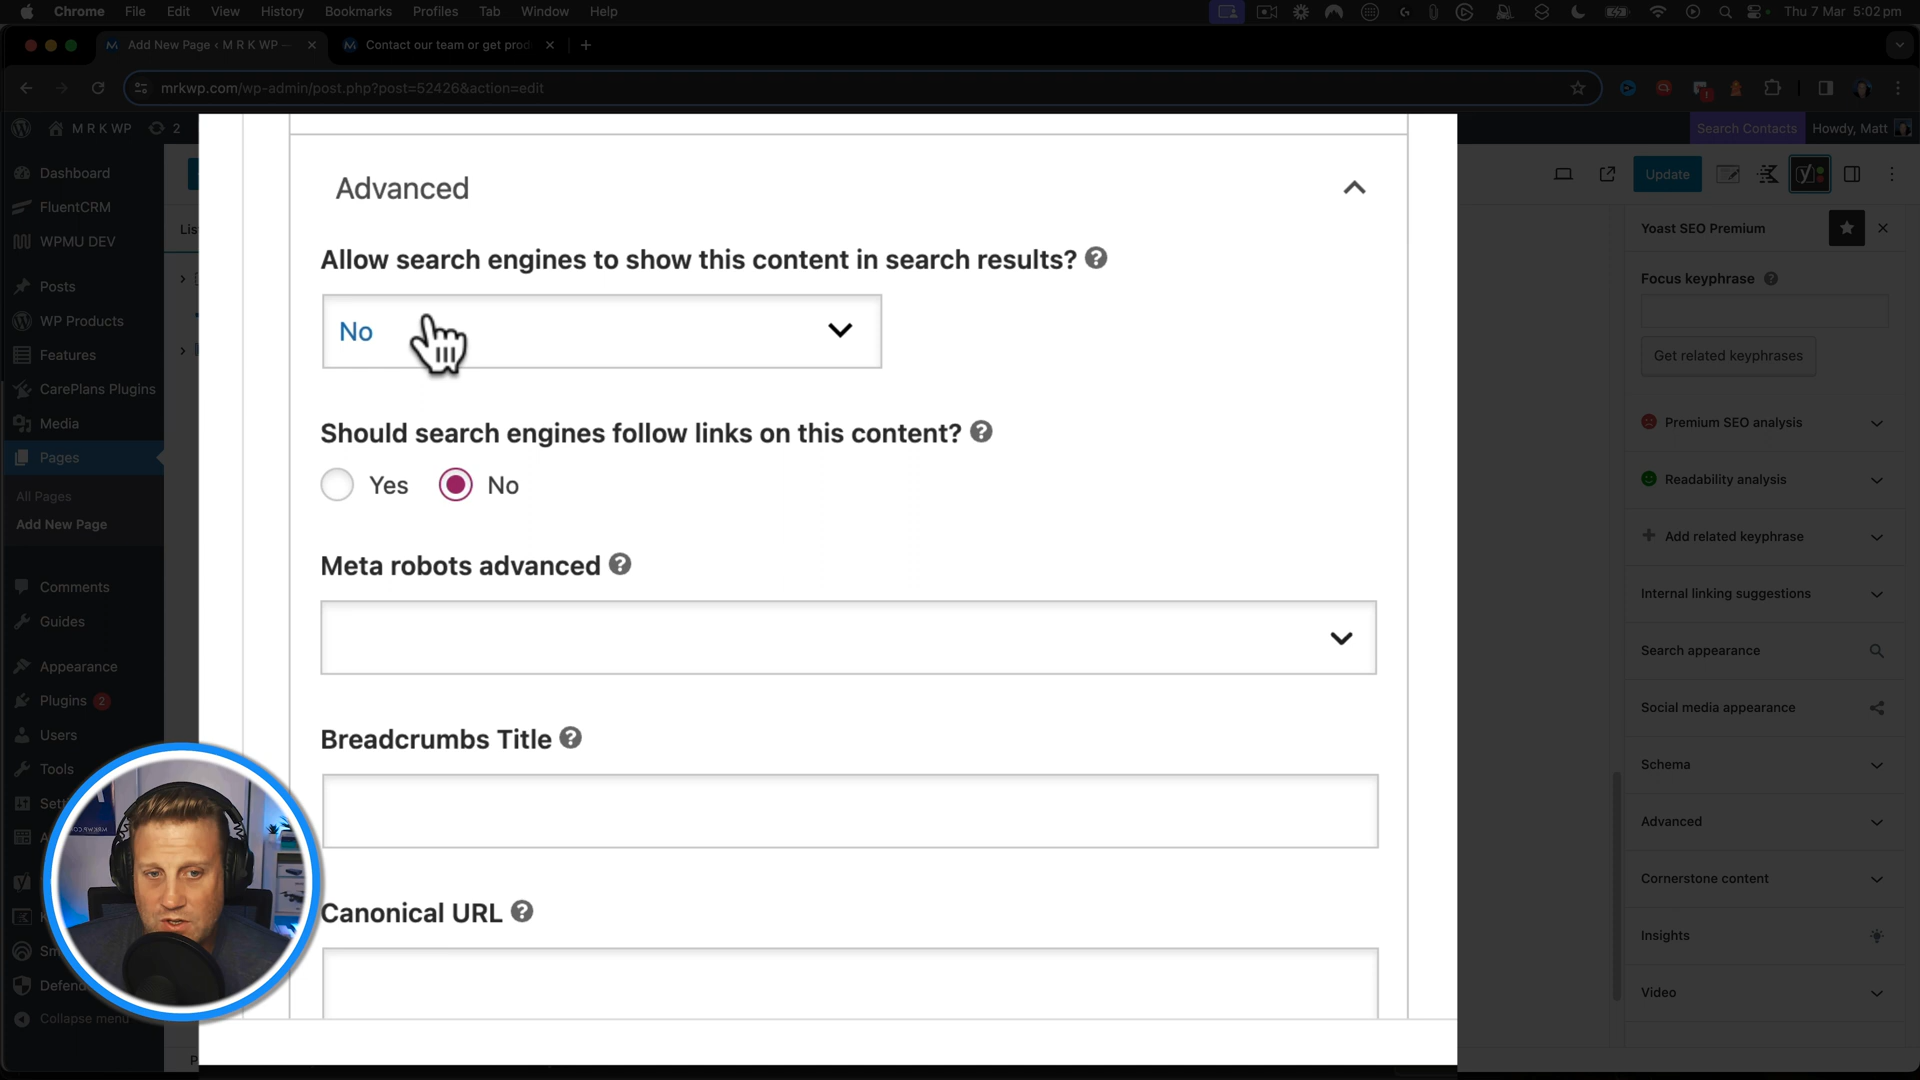 Chrome File Edit View History Bookmarks Profiles Tab Window Help
Thu 7 Mar 5:02 pm
Add New Page ‹ M R K WP —
Contact our team or get prod
mrkwp.com/wp-admin/post.php?post=52426&action=edit
M R K WP
2
Search Contacts
Howdy, Matt
Dashboard
FluentCRM
WPMU DEV
Posts
WP Products
Features
CarePlans Plugins
Media
Pages
All Pages
Add New Page
Comments
Guides
Appearance
Plugins 2
Users
Tools
Sett
Sm
Defend
Collapse menu
Lis
Advanced
Allow search engines to show this content in search results?
No
Should search engines follow links on this content?
Yes No
Meta robots advanced
Breadcrumbs Title
Canonical URL
Update
Yoast SEO Premium
Focus keyphrase
Get related keyphrases
Premium SEO analysis
Readability analysis
Add related keyphrase
Internal linking suggestions
Search appearance
Social media appearance
Schema
Advanced
Cornerstone content
Insights
Video